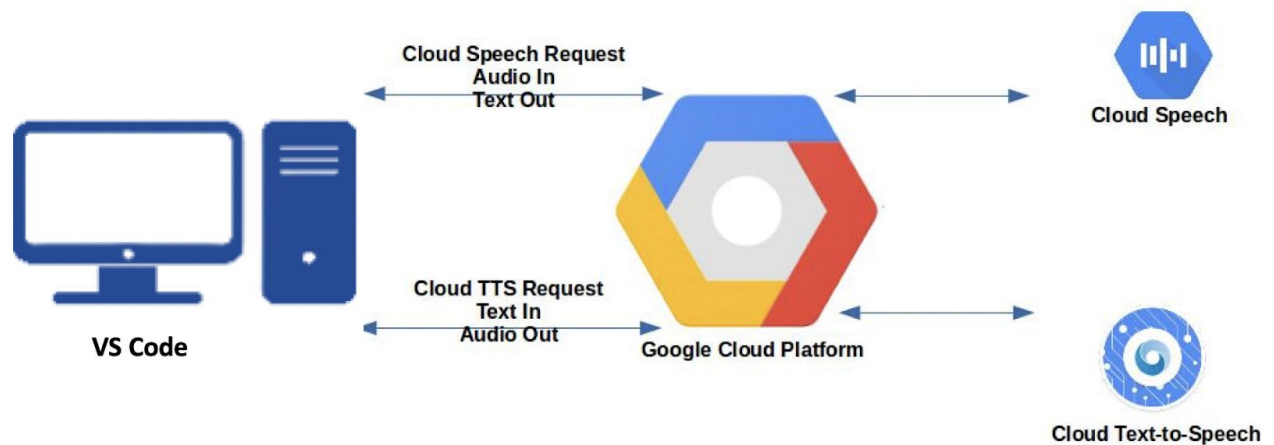 Cloud Speech Request
Audio In
Text Out
Cloud Speech
VS Code
Cloud TTS Request
Text In
Audio Out
Google Cloud Platform
Cloud Text-to-Speech